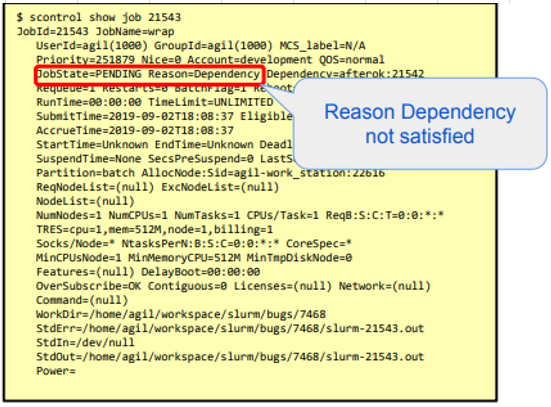 $ scontrol show job 21543
JobId=21543 JobName=wrap
UserId=agil(1000) GroupId=agil(1000) MCS_label=N/A
Priority=251879 Nice=0 Account=development QOS=normal
JobState=PENDING Reason=Dependency Dependency=afterok:21542
Requeue=1 Restarts=0 BatchFlag=1 Reboot
RunTime=00:00:00 TimeLimit=UNLIMITED
SubmitTime=2019-09-02T18:08:37 Eligible
AccrueTime=2019-09-02T18:08:37
StartTime=Unknown EndTime=Unknown Deadl
SuspendTime=None SecsPreSuspend=0 LastS
Partition=batch AllocNode:Sid=agil-work_station:22616
ReqNodeList=(null) ExcNodeList=(null)
NodeList=(null)
NumNodes=1 NumCPUs=1 NumTasks=1 CPUs/Task=1 ReqB:S:C:T=0:0:*:*
TRES=cpu=1,mem=512M,node=1,billing=1
Socks/Node=* NtasksPerN:B:S:C=0:0:*:* CoreSpec=*
MinCPUsNode=1 MinMemoryCPU=512M MinTmpDiskNode=0
Features=(null) DelayBoot=00:00:00
OverSubscribe=OK Contiguous=0 Licenses=(null) Network=(null)
Command=(null)
WorkDir=/home/agil/workspace/slurm/bugs/7468
StdErr=/home/agil/workspace/slurm/bugs/7468/slurm-21543.out
StdIn=/dev/null
StdOut=/home/agil/workspace/slurm/bugs/7468/slurm-21543.out
Power=
Reason Dependency
not satisfied